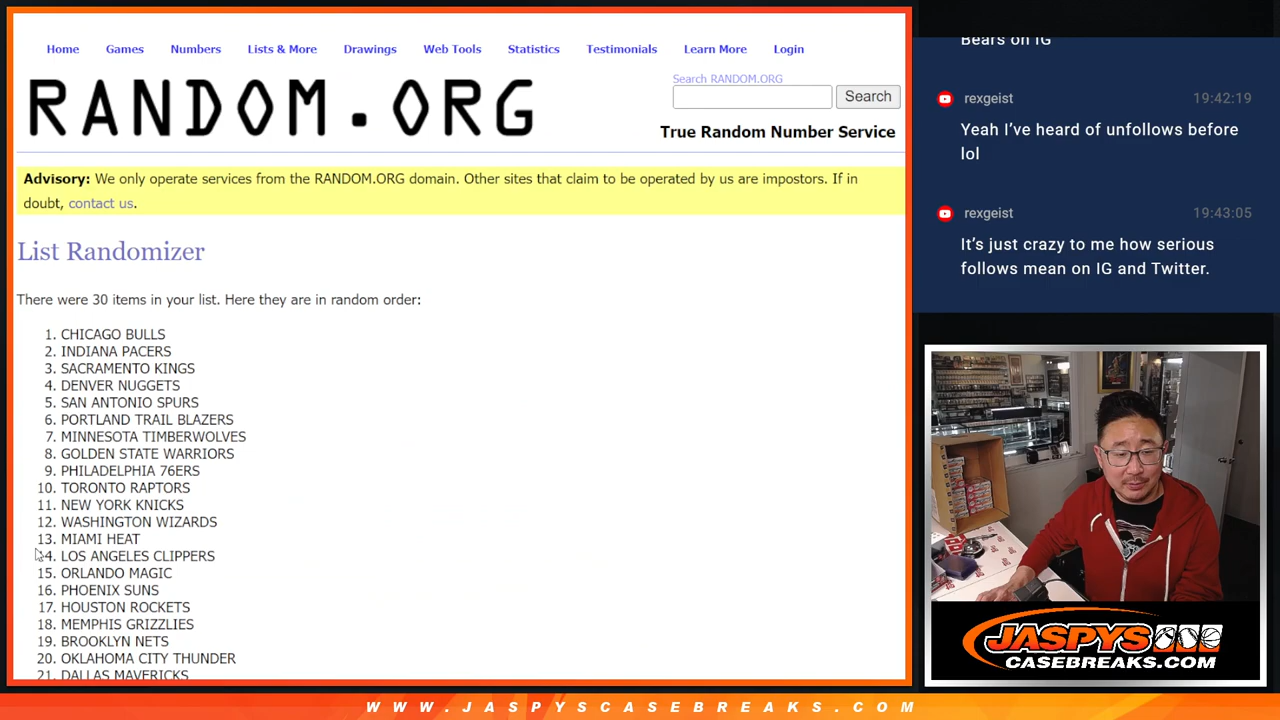 Home Games Numbers Lists & More Drawings Web Tools Statistics Testimonials Learn More Login
RANDOM.ORG
Search RANDOM.ORG
Search
True Random Number Service
Advisory: We only operate services from the RANDOM.ORG domain. Other sites that claim to be operated by us are impostors. If in
doubt, contact us.
List Randomizer
There were 30 items in your list. Here they are in random order:
1. CHICAGO BULLS
2. INDIANA PACERS
3. SACRAMENTO KINGS
4. DENVER NUGGETS
5. SAN ANTONIO SPURS
6. PORTLAND TRAIL BLAZERS
7. MINNESOTA TIMBERWOLVES
8. GOLDEN STATE WARRIORS
9. PHILADELPHIA 76ERS
10. TORONTO RAPTORS
11. NEW YORK KNICKS
12. WASHINGTON WIZARDS
13. MIAMI HEAT
14. LOS ANGELES CLIPPERS
15. ORLANDO MAGIC
16. PHOENIX SUNS
17. HOUSTON ROCKETS
18. MEMPHIS GRIZZLIES
19. BROOKLYN NETS
20. OKLAHOMA CITY THUNDER
21. DALLAS MAVERICKS
Bears on IG
rexgeist 19:42:19
Yeah I've heard of unfollows before
lol
rexgeist 19:43:05
It's just crazy to me how serious
follows mean on IG and Twitter.
JASPYS
CASEBREAKS.COM
WWW.JASPYSCASEBREAKS.COM